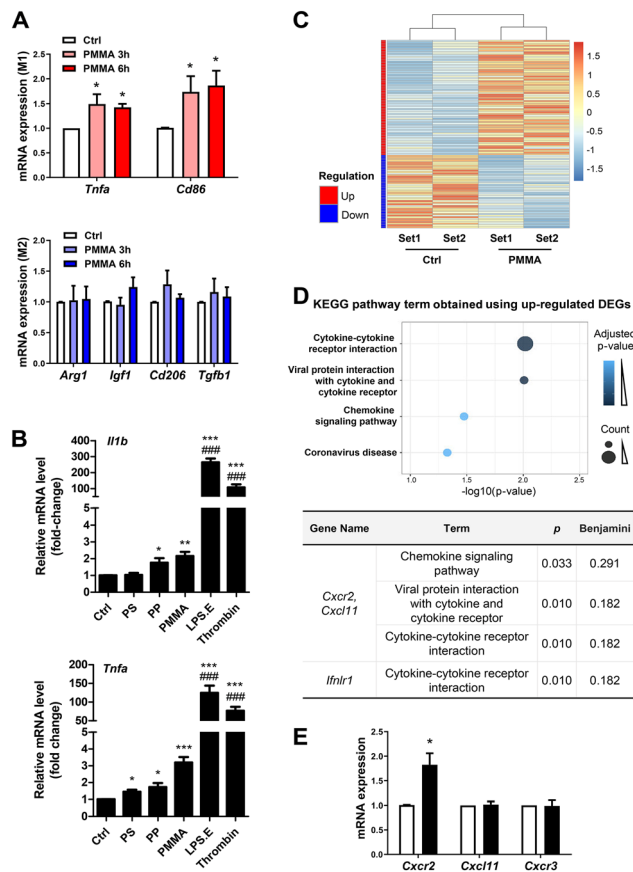 A
Ctrl
PMMA 3h
PMMA 6h
mRNA expression (M1)
2.0
1.5
1.0
0.5
0.0
*
*
*
*
Tnfa
Cd86
Ctrl
PMMA 3h
PMMA 6h
mRNA expression (M2)
2.0
1.5
1.0
0.5
0.0
Arg1 Igf1 Cd206 Tgfb1
B
Il1b
Relative mRNA level
(fold-change)
400
300
200
100
5
4
3
2
1
0
*
**
***
###
***
###
Ctrl
PS
PP
PMMA
LPS.E
Thrombin
Tnfa
Relative mRNA level
(fold change)
200
150
100
50
5
4
3
2
1
0
*
*
***
***
###
***
###
Ctrl
PS
PP
PMMA
LPS.E
Thrombin
C
1.5
1
0.5
0
-0.5
-1
-1.5
Regulation
Up
Down
Set1 Set2 Set1 Set2
Ctrl PMMA
D
KEGG pathway term obtained using up-regulated DEGs
Cytokine-cytokine
receptor interaction
Viral protein interaction
with cytokine and
cytokine receptor
Chemokine
signaling pathway
Coronavirus disease
1.0 1.5 2.0 2.5
-log10(p-value)
Adjusted
p-value
Count
Gene Name Term p Benjamini
Cxcr2,
Cxcl11
Chemokine signaling
pathway
0.033 0.291
Viral protein interaction
with cytokine and
cytokine receptor
0.010 0.182
Cytokine-cytokine receptor
interaction
0.010 0.182
Ifnlr1
Cytokine-cytokine receptor
interaction
0.010 0.182
E
mRNA expression
2.0
1.5
1.0
0.5
0.0
*
Cxcr2 Cxcl11 Cxcr3